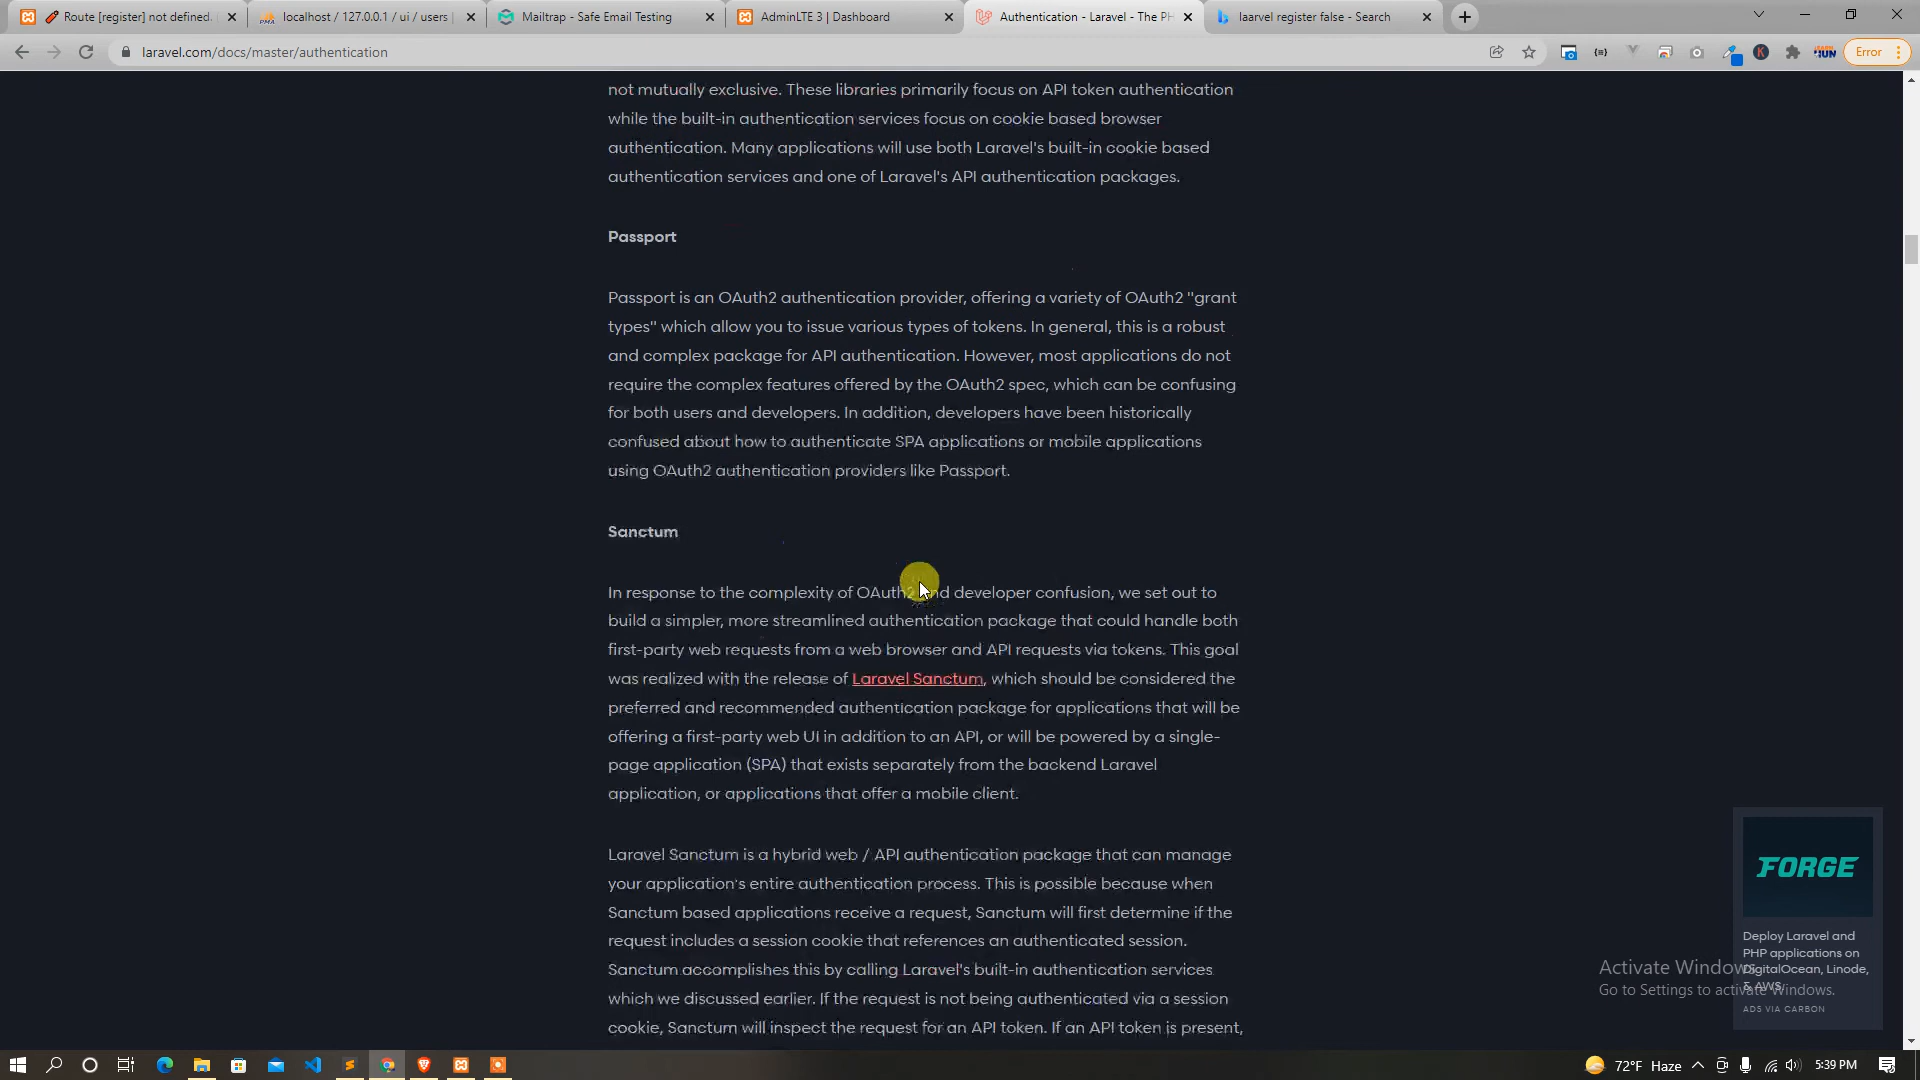 Route [register] not defined.
localhost / 127.0.0.1 / ui / users |
Mailtrap - Safe Email Testing
AdminLTE 3 | Dashboard
Authentication - Laravel - The PH
laarvel register false - Search
laravel.com/docs/master/authentication
Error
not mutually exclusive. These libraries primarily focus on API token authentication
while the built-in authentication services focus on cookie based browser
authentication. Many applications will use both Laravel's built-in cookie based
authentication services and one of Laravel's API authentication packages.
Passport
Passport is an OAuth2 authentication provider, offering a variety of OAuth2 "grant
types" which allow you to issue various types of tokens. In general, this is a robust
and complex package for API authentication. However, most applications do not
require the complex features offered by the OAuth2 spec, which can be confusing
for both users and developers. In addition, developers have been historically
confused about how to authenticate SPA applications or mobile applications
using OAuth2 authentication providers like Passport.
Sanctum
In response to the complexity of OAuth2 and developer confusion, we set out to
build a simpler, more streamlined authentication package that could handle both
first-party web requests from a web browser and API requests via tokens. This goal
was realized with the release of Laravel Sanctum, which should be considered the
preferred and recommended authentication package for applications that will be
offering a first-party web UI in addition to an API, or will be powered by a single-
page application (SPA) that exists separately from the backend Laravel
application, or applications that offer a mobile client.
Laravel Sanctum is a hybrid web / API authentication package that can manage
your application's entire authentication process. This is possible because when
Sanctum based applications receive a request, Sanctum will first determine if the
request includes a session cookie that references an authenticated session.
Sanctum accomplishes this by calling Laravel's built-in authentication services
which we discussed earlier. If the request is not being authenticated via a session
cookie, Sanctum will inspect the request for an API token. If an API token is present,
FORGE
Deploy Laravel and
PHP applications on
DigitalOcean, Linode,
& AWS.
ADS VIA CARBON
Activate Windows
Go to Settings to activate Windows.
72°F Haze
5:39 PM